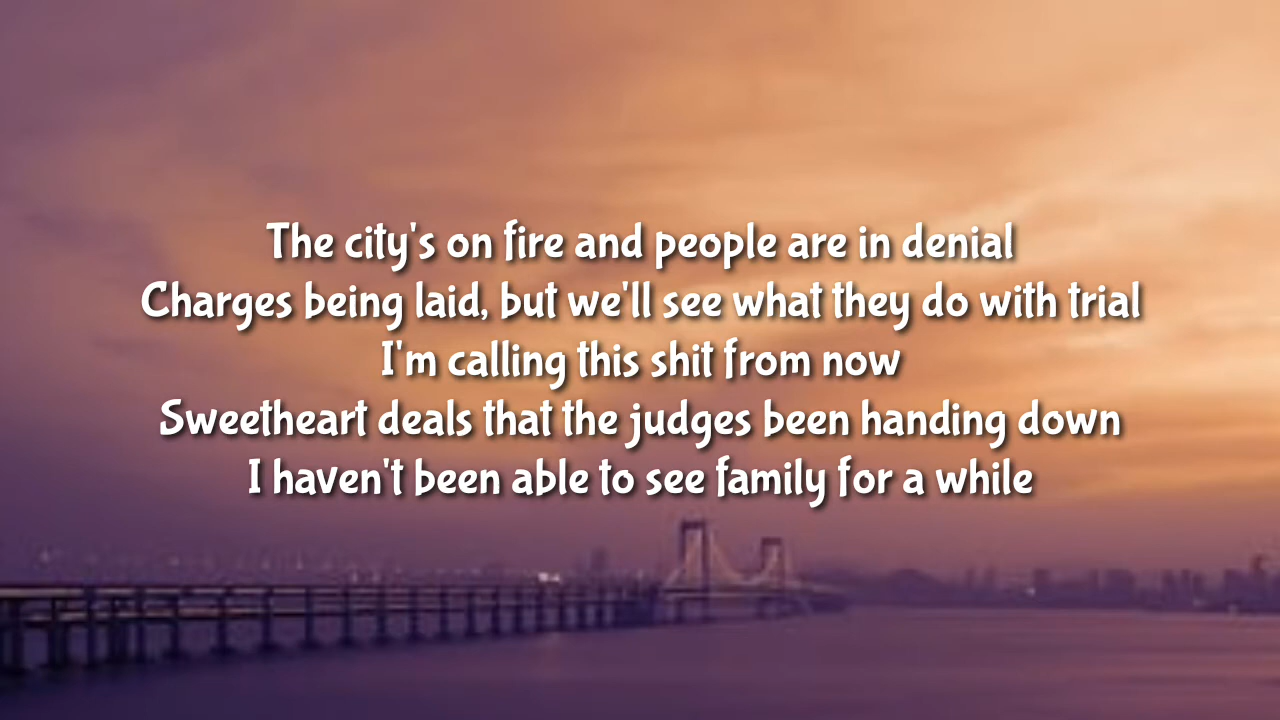 The city's on fire and people are in denial
Charges being laid, but we'll see what they do with trial
I'm calling this shit from now
Sweetheart deals that the judges been handing down
I haven't been able to see family for a while